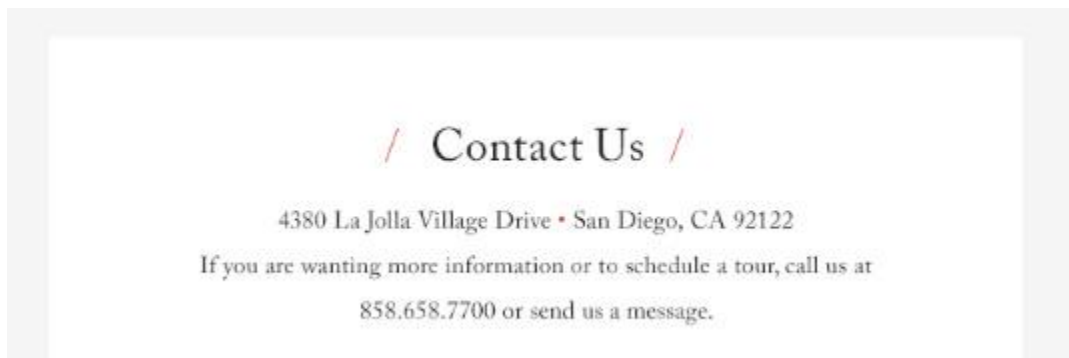 / Contact Us /
4380 La Jolla Village Drive • San Diego, CA 92122
If you are wanting more information or to schedule a tour, call us at
858.658.7700 or send us a message.